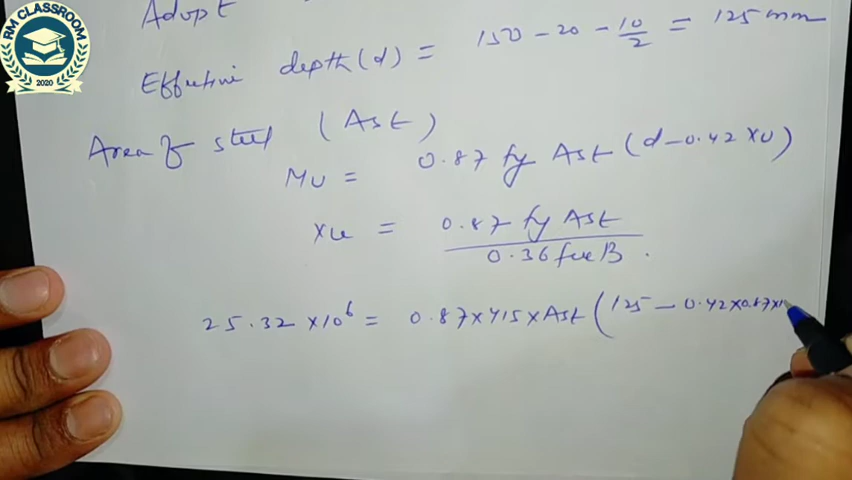 RM CLASSROOM
2020
Adopt
Effective depth (d) = 150 - 20 - 10/2 = 125 mm
Area of steel (Ast)
MU = 0.87 fy Ast (d - 0.42 XU)
xu = 0.87 fy Ast / 0.36 fck B.
25.32 × 10⁶ = 0.87 × 415 × Ast (125 - 0.42 × 0.87 ×